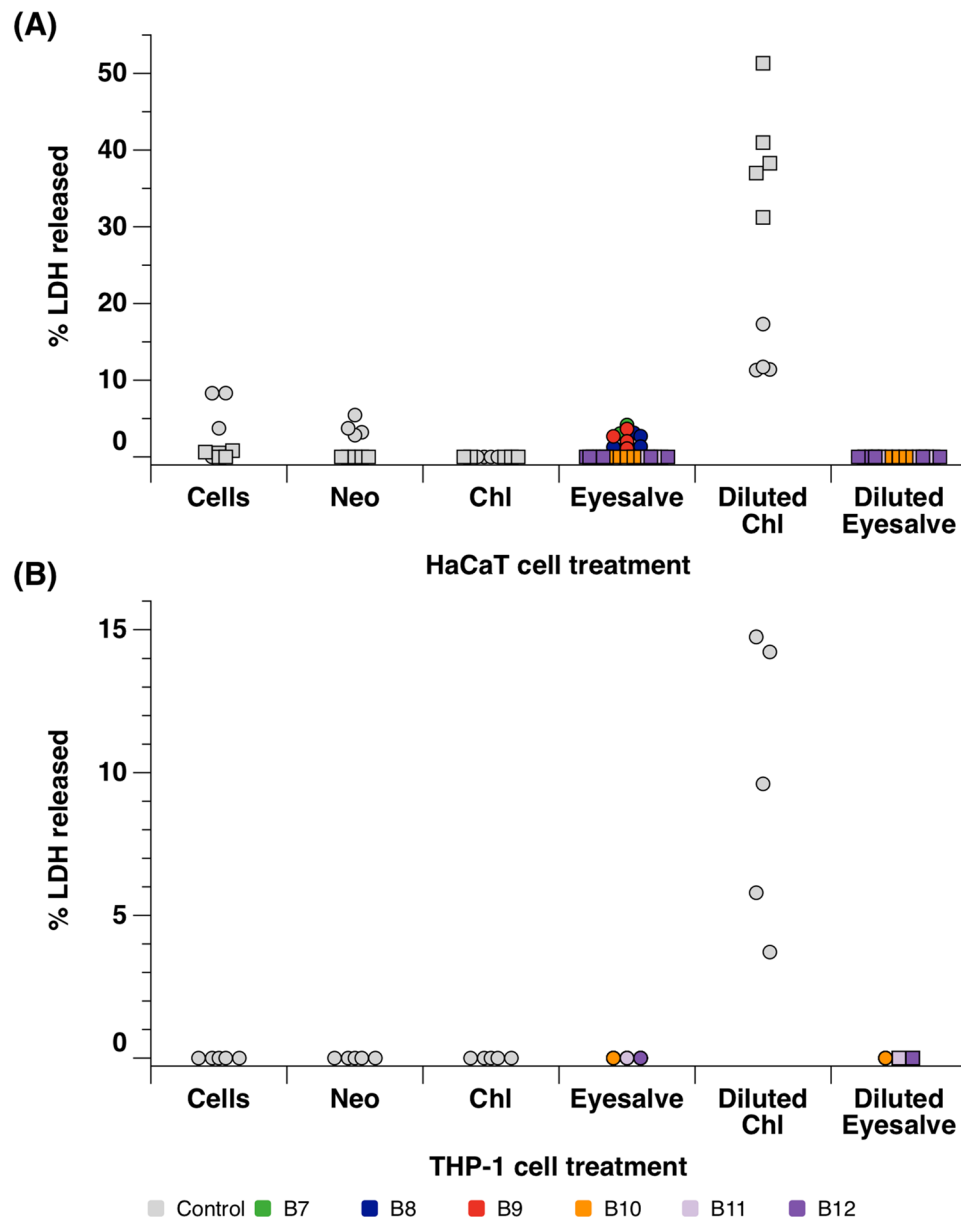 (A)
% LDH released
50
40
30
20
10
0
Cells Neo Chl Eyesalve Diluted Chl Diluted Eyesalve
HaCaT cell treatment
(B)
% LDH released
15
10
5
0
Cells Neo Chl Eyesalve Diluted Chl Diluted Eyesalve
THP-1 cell treatment
Control B7 B8 B9 B10 B11 B12